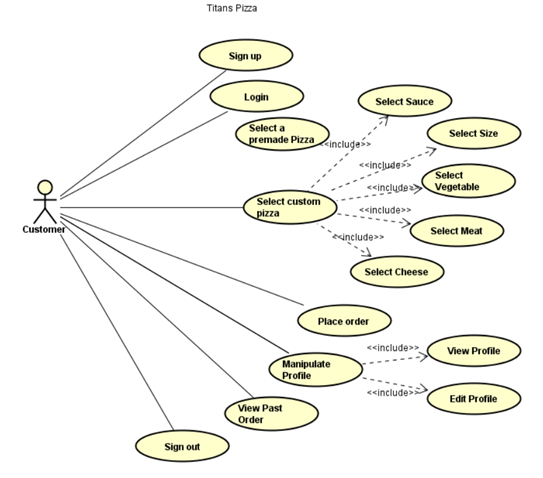 Titans Pizza
Sign up
Login
Select a
premade Pizza
Select Sauce
<<include>>
Select Size
<<include>>
Select
Vegetable
<<include>>
Select custom
pizza
<<include>>
Select Meat
Customer
<<include>>
Select Cheese
Place order
<<include>>
View Profile
Manipulate
Profile
<<include>>
Edit Profile
View Past
Order
Sign out